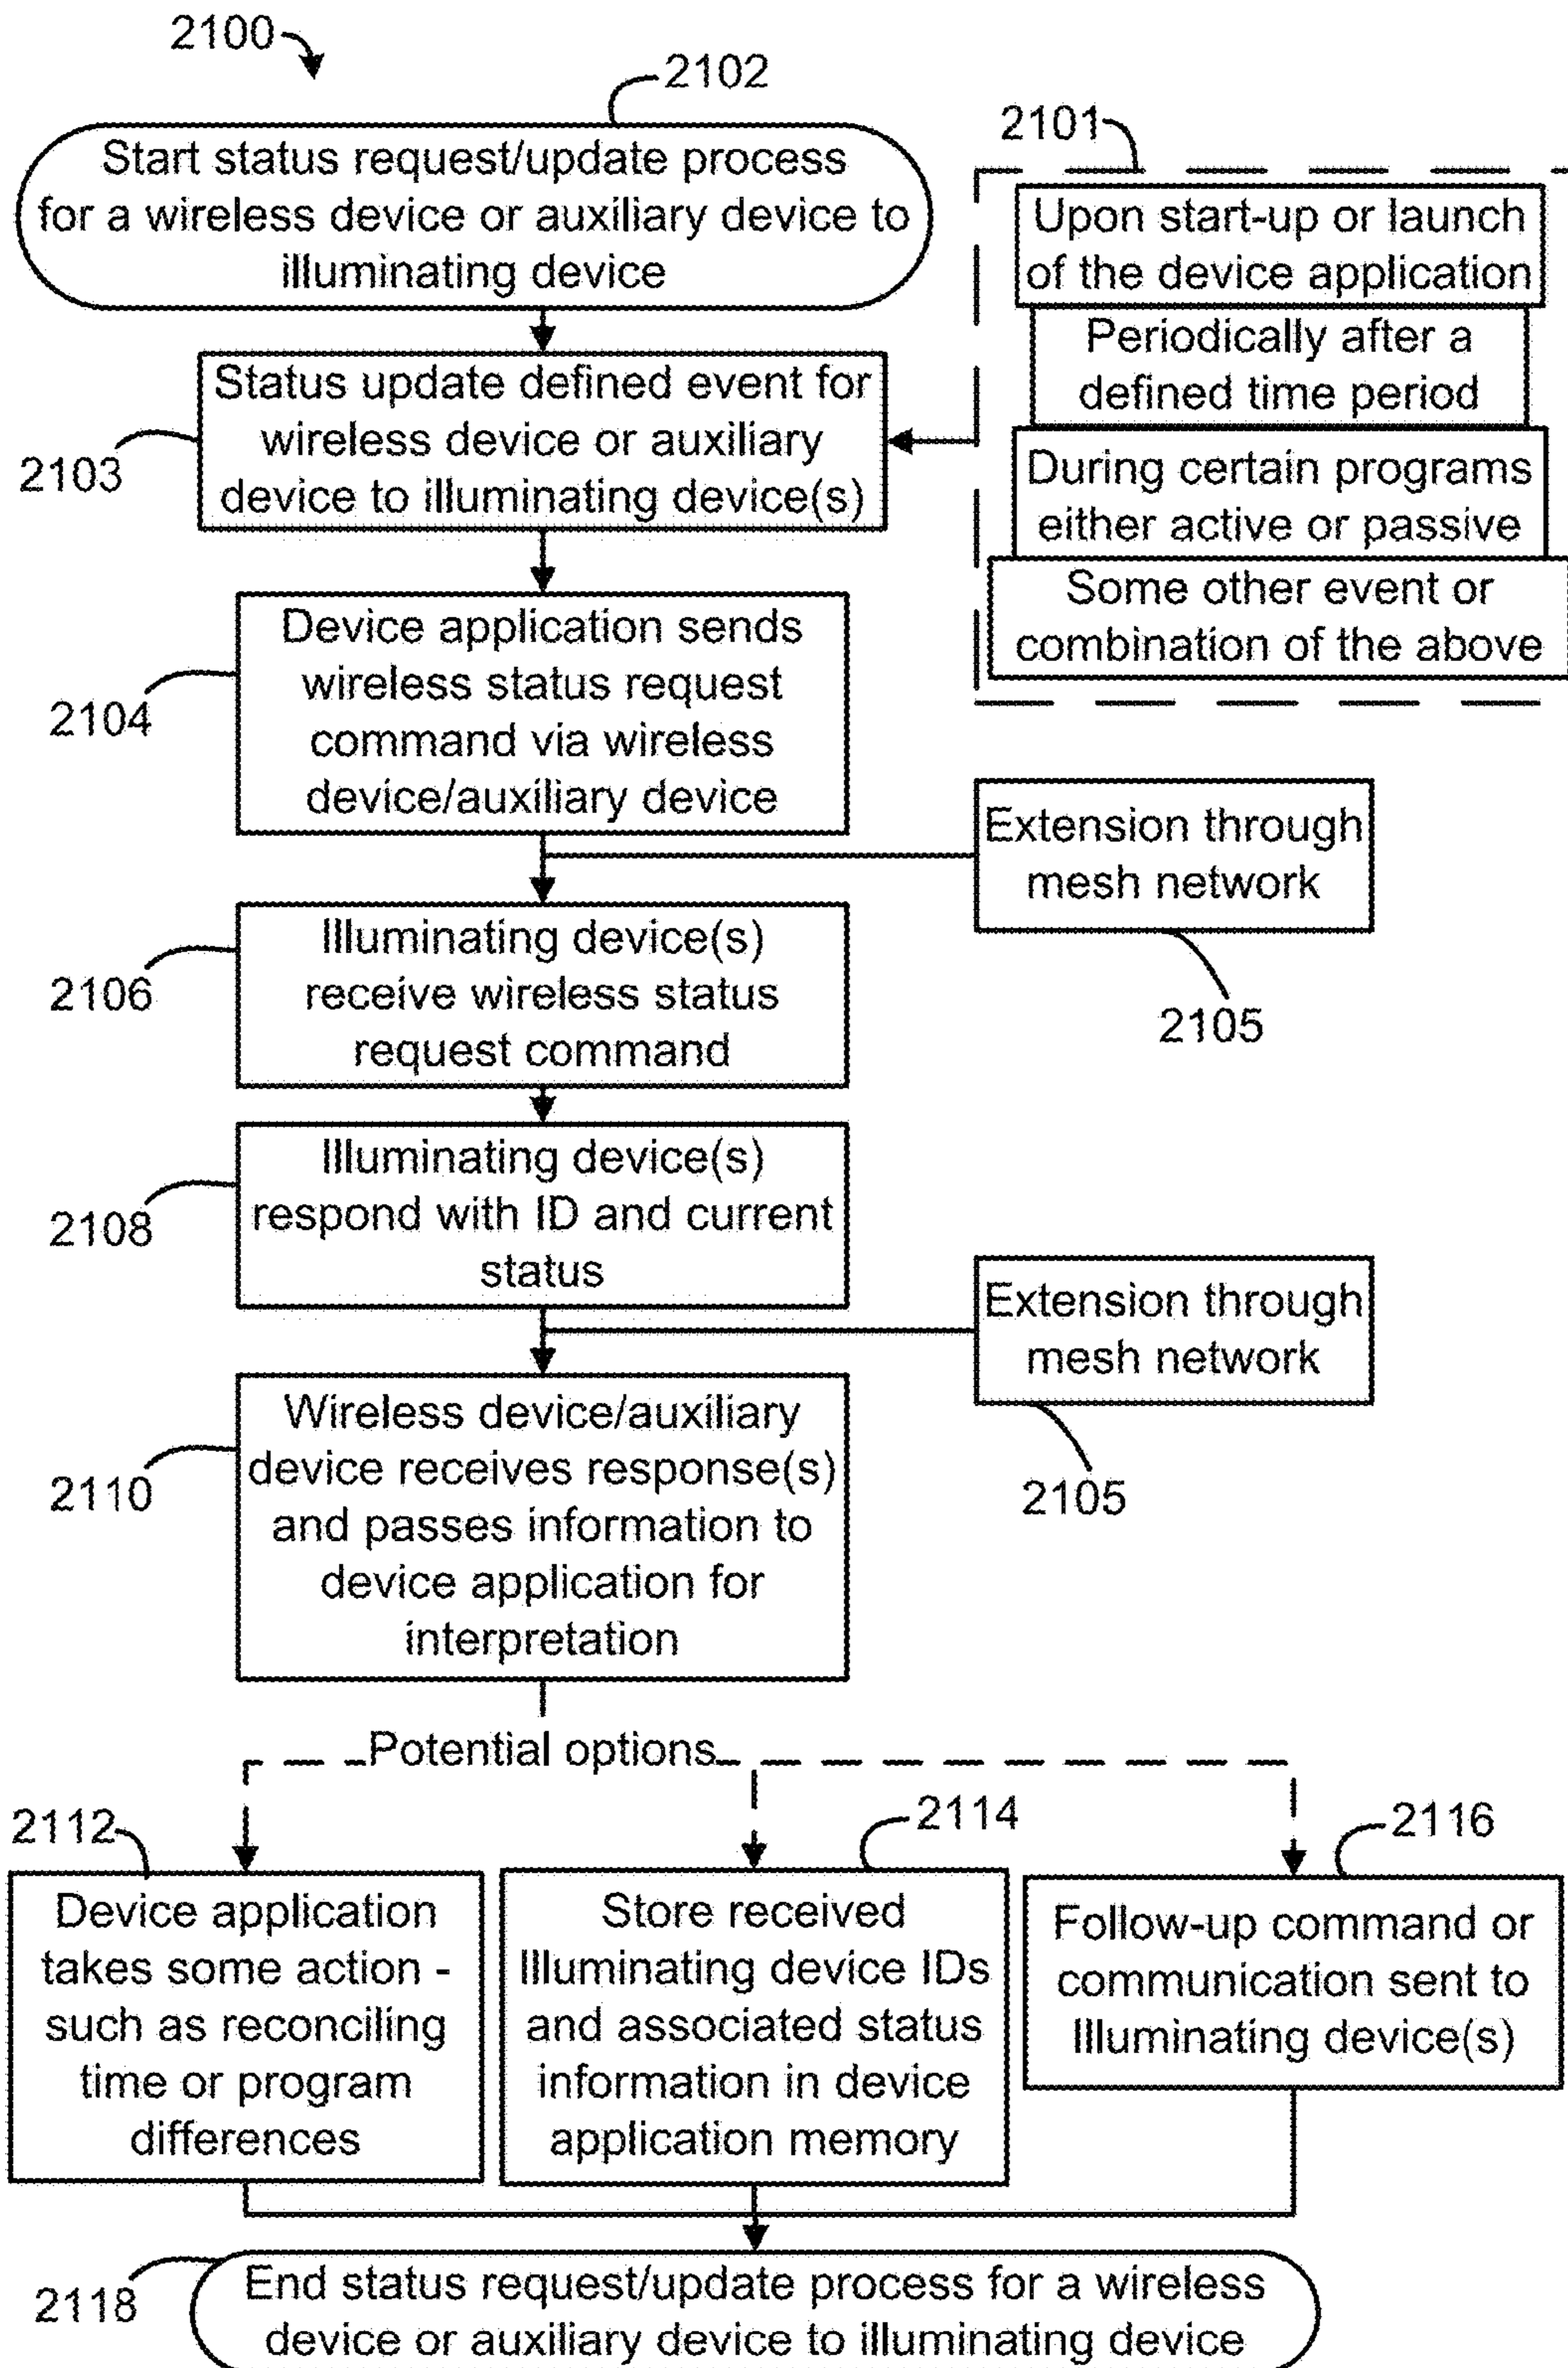 2100
2102
Start status request/update process
for a wireless device or auxiliary device to
illuminating device
2101
Upon start-up or launch
of the device application
Periodically after a
defined time period
During certain programs
either active or passive
Some other event or
combination of the above
Status update defined event for
wireless device or auxiliary
device to illuminating device(s)
2103
Device application sends
wireless status request
command via wireless
device/auxiliary device
2104
Extension through
mesh network
2105
Illuminating device(s)
receive wireless status
request command
2106
Illuminating device(s)
respond with ID and current
status
2108
Extension through
mesh network
2105
Wireless device/auxiliary
device receives response(s)
and passes information to
device application for
interpretation
2110
Potential options
2112
Device application
takes some action -
such as reconciling
time or program
differences
2114
Store received
Illuminating device IDs
and associated status
information in device
application memory
2116
Follow-up command or
communication sent to
Illuminating device(s)
2118
End status request/update process for a wireless
device or auxiliary device to illuminating device